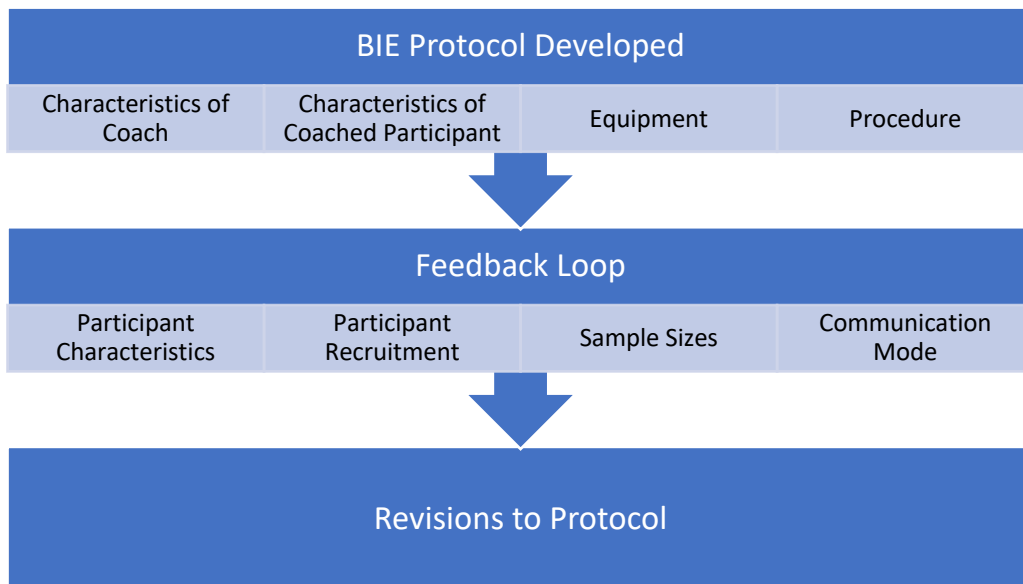 BIE Protocol Developed
Characteristics of
Coach
Characteristics of
Coached Participant
Equipment
Procedure
Feedback Loop
Participant
Characteristics
Participant
Recruitment
Sample Sizes
Communication
Mode
Revisions to Protocol